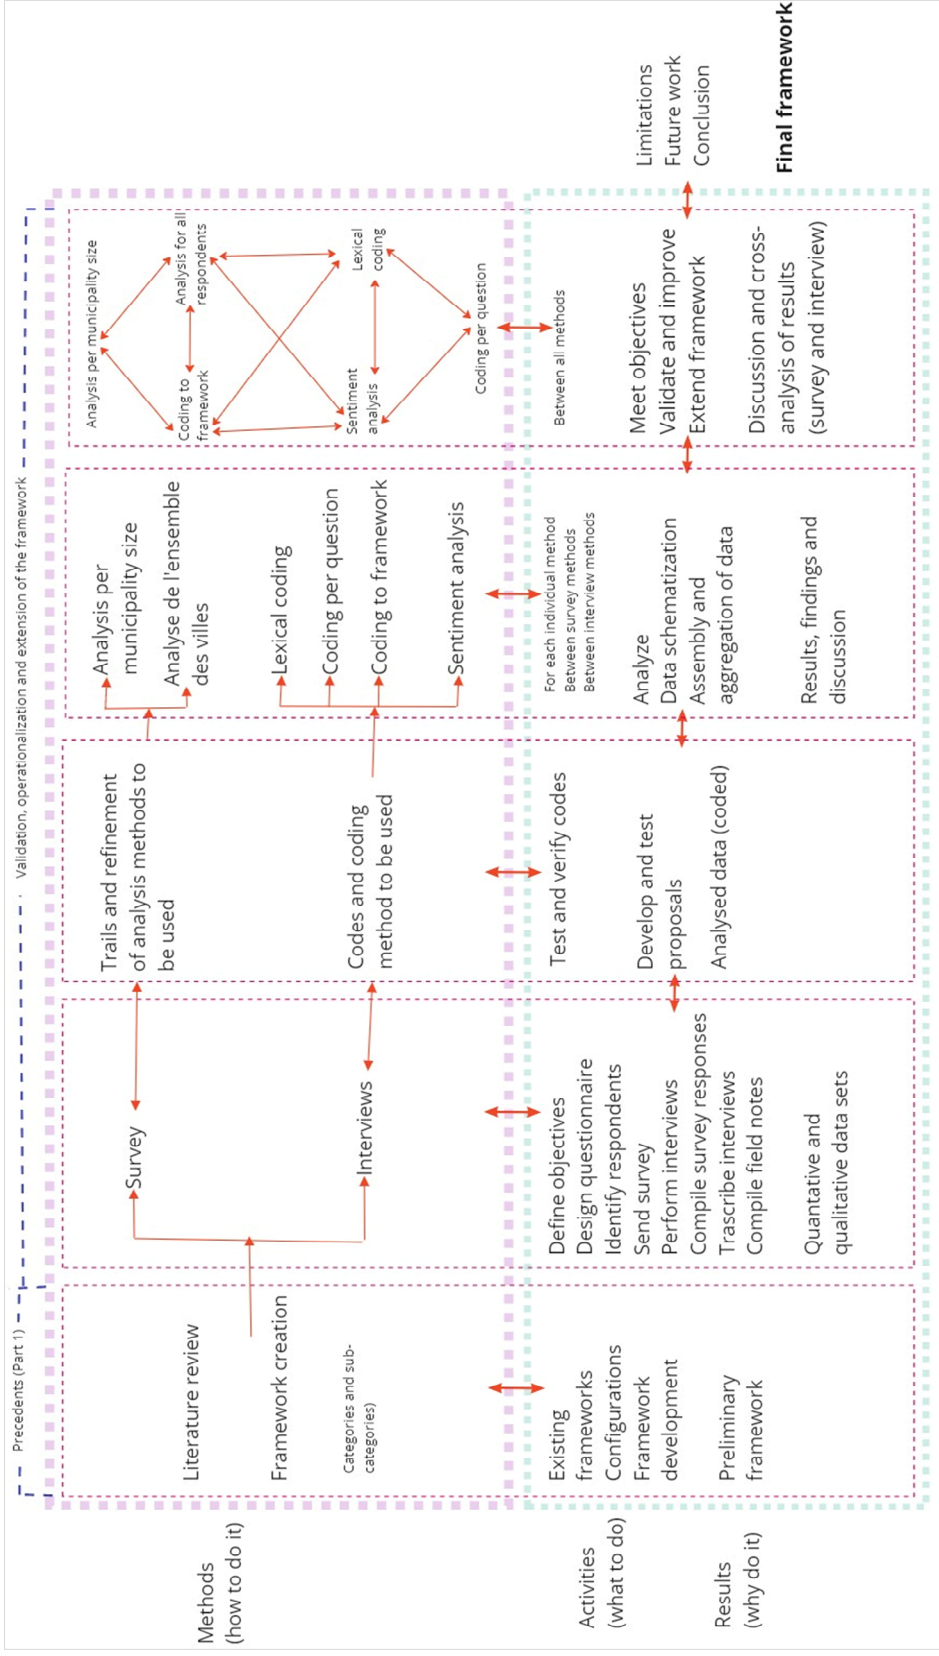 Precedents (Part 1)
Validation, operationalization and extension of the framework
Methods
(how to do it)
Literature review
Framework creation
Categories and sub-
categories)
Survey
Interviews
Trails and refinement
of analysis methods to
be used
Codes and coding
method to be used
Analysis per
municipality size
Analyse de l'ensemble
des villes
Lexical coding
Coding per question
Coding to framework
Sentiment analysis
Analysis per municipality size
Coding to
framework
Analysis for all
respondents
Sentiment
analysis
Lexical
coding
Coding per question
Activities
(what to do)
Results
(why do it)
Existing
frameworks
Configurations
Framework
development
Preliminary
framework
Define objectives
Design questionnaire
Identify respondents
Send survey
Perform interviews
Compile survey responses
Trascribe interviews
Compile field notes
Quantative and
qualitative data sets
Test and verify codes
Develop and test
proposals
Analysed data (coded)
For each individual method
Between survey methods
Between interview methods
Analyze
Data schematization
Assembly and
aggregation of data
Results, findings and
discussion
Between all methods
Meet objectives
Validate and improve
Extend framework
Discussion and cross-
analysis of results
(survey and interview)
Limitations
Future work
Conclusion
Final framework